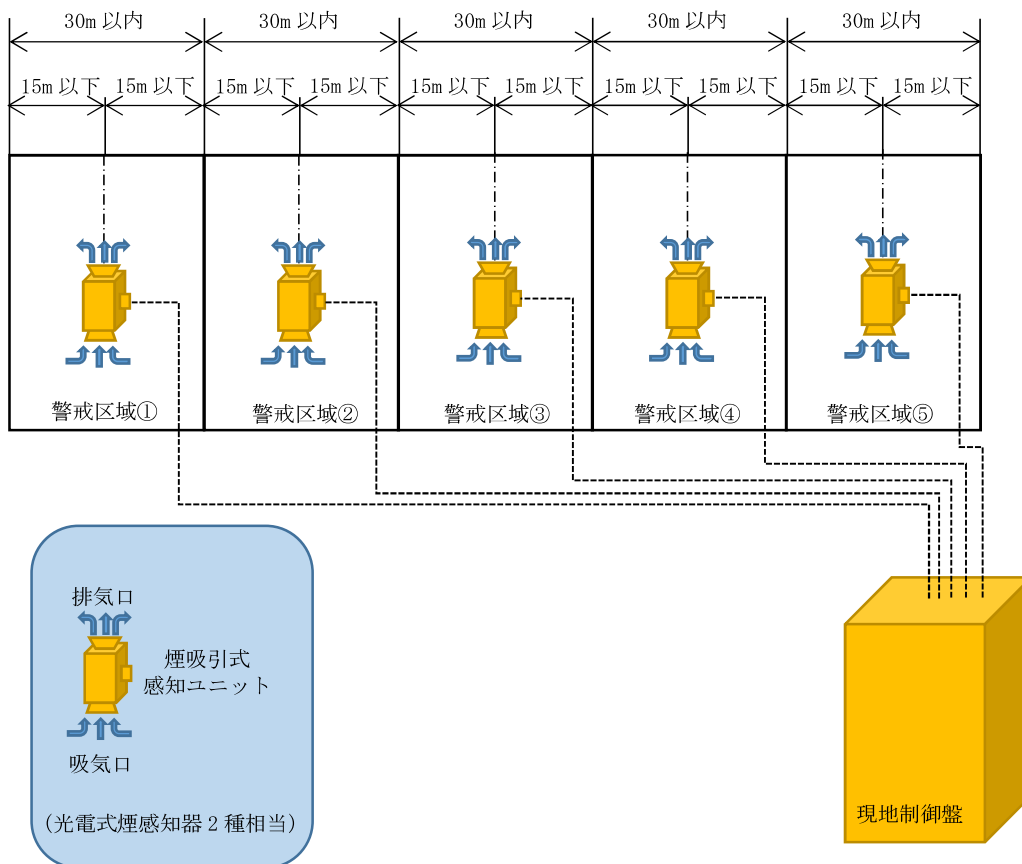 30m 以内
30m 以内
30m 以内
30m 以内
30m 以内
15m 以下
15m 以下
15m 以下
15m 以下
15m 以下
15m 以下
15m 以下
15m 以下
15m 以下
15m 以下
警戒区域①
警戒区域②
警戒区域③
警戒区域④
警戒区域⑤
排気口
煙吸引式
感知ユニット
吸気口
(光電式煙感知器 2 種相当)
現地制御盤